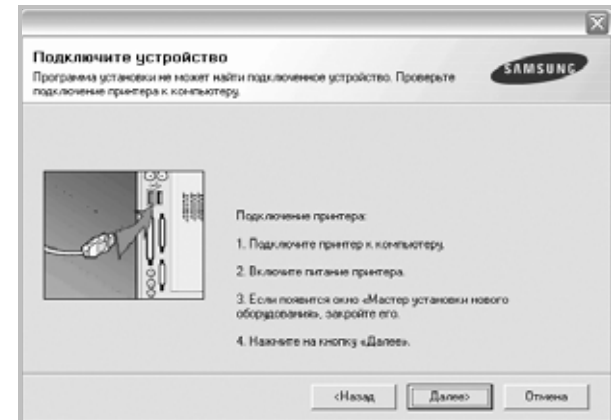 Подключите устройство
Программа установки не может найти подключенное устройство. Проверьте
подключение принтера к компьютеру.
SAMSUNG
Подключение принтера:
1. Подключите принтер к компьютеру.
2. Включите питание принтера.
3. Если появится окно «Мастер установки нового
оборудования», закройте его.
4. Нажмите на кнопку «Далее».
<Назад
Далее>
Отмена